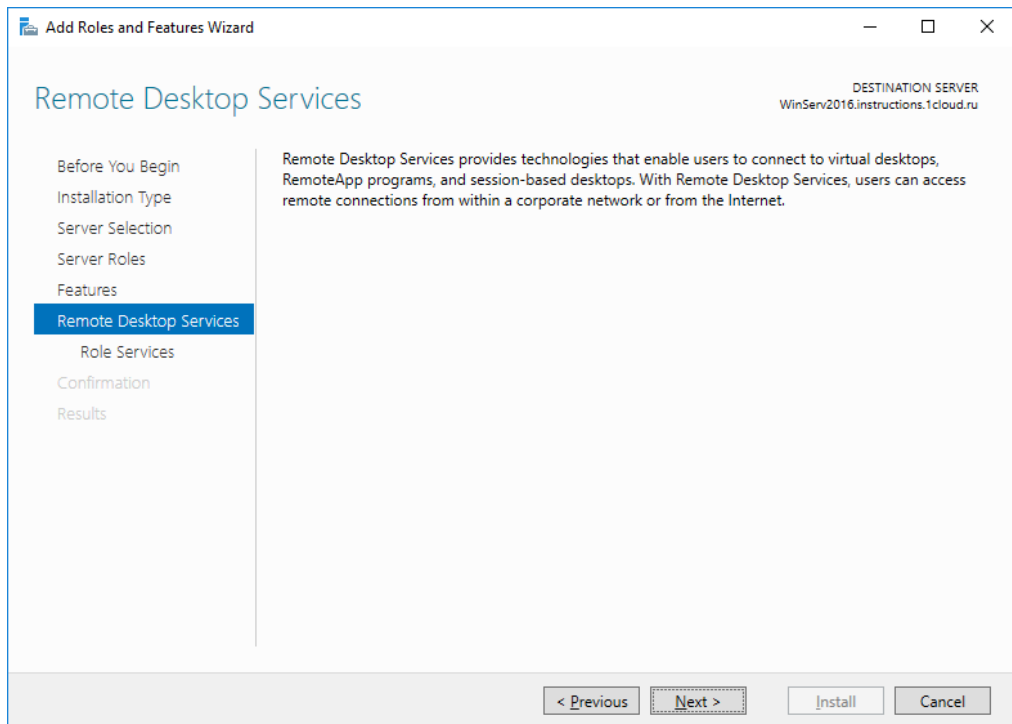 Add Roles and Features Wizard
Remote Desktop Services
DESTINATION SERVER
WinServ2016.instructions.1cloud.ru
Before You Begin
Installation Type
Server Selection
Server Roles
Features
Remote Desktop Services
Role Services
Confirmation
Results
Remote Desktop Services provides technologies that enable users to connect to virtual desktops,
RemoteApp programs, and session-based desktops. With Remote Desktop Services, users can access
remote connections from within a corporate network or from the Internet.
< Previous
Next >
Install
Cancel